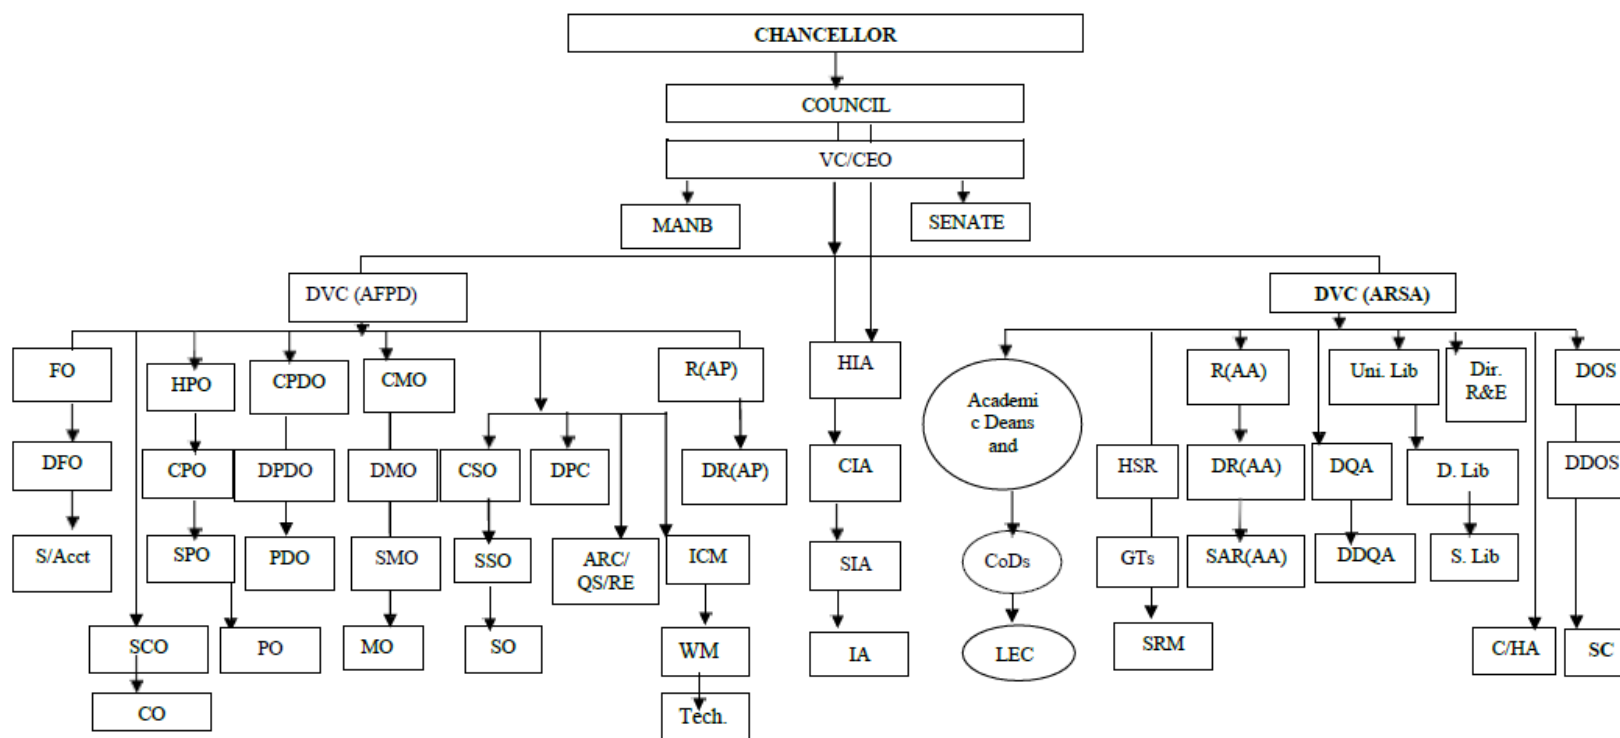 CHANCELLOR
COUNCIL
VC/CEO
MANB
SENATE
DVC (AFPD)
DVC (ARSA)
FO
HPO
CPDO
CMO
R(AP)
HIA
Academi
c Deans
and
R(AA)
Uni. Lib
Dir.
R&E
DOS
DFO
CPO
DPDO
DMO
CSO
DPC
DR(AP)
CIA
HSR
DR(AA)
DQA
D. Lib
DDOS
S/Acct
SPO
PDO
SMO
SSO
ARC/
QS/RE
ICM
SIA
CoDs
GTs
SAR(AA)
DDQA
S. Lib
SCO
PO
MO
SO
WM
IA
LEC
SRM
C/HA
SC
CO
Tech.